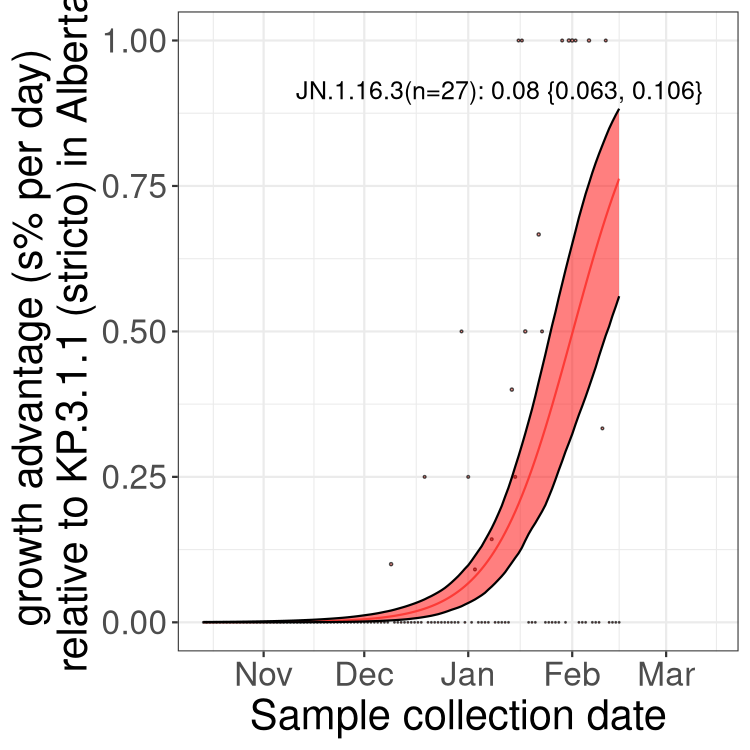 growth advantage (s% per day)
relative to KP.3.1.1 (stricto) in Alberta
1.00
0.75
0.50
0.25
0.00
JN.1.16.3(n=27): 0.08 {0.063, 0.106}
Nov Dec Jan Feb Mar
Sample collection date